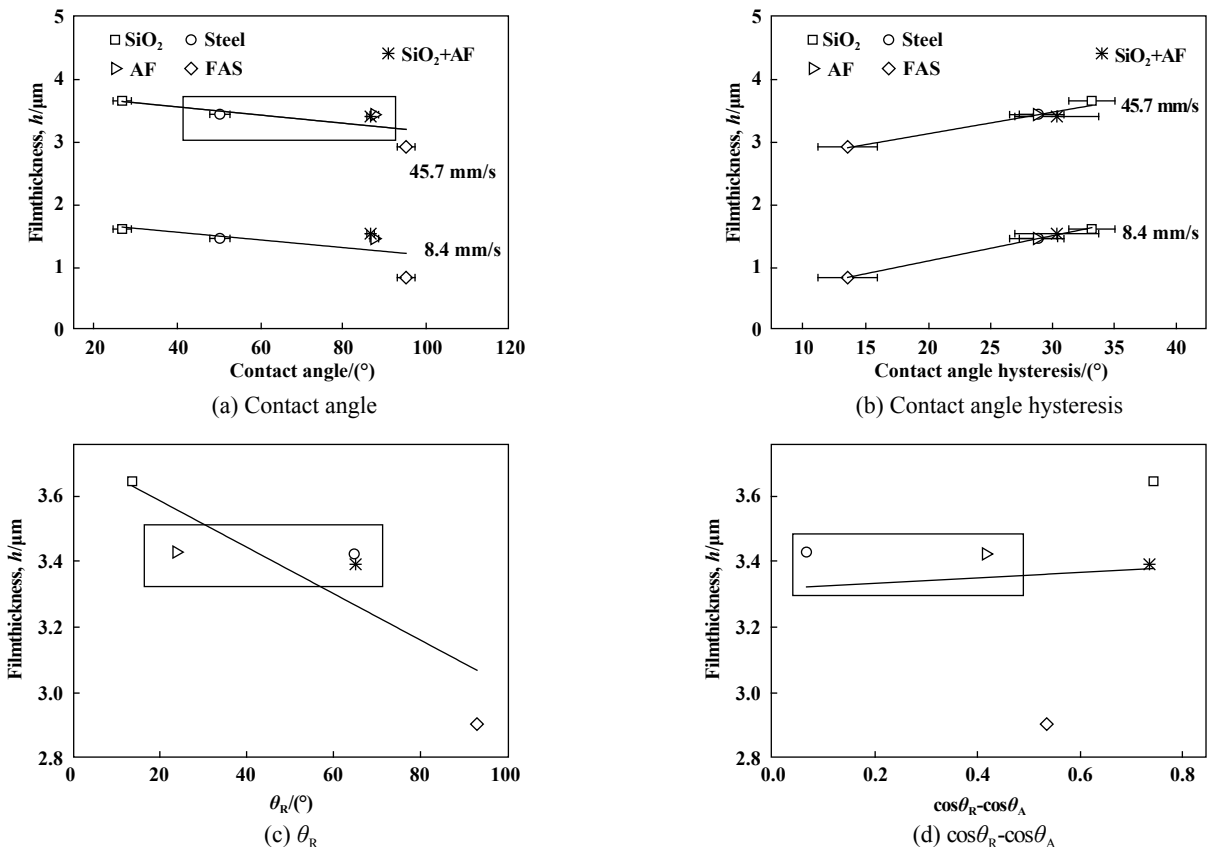 5
4
3
2
1
0
Filmthickness, h/μm
SiO₂
Steel
SiO₂+AF
AF
FAS
45.7 mm/s
8.4 mm/s
20
40
60
80
100
120
Contact angle/(°)
(a) Contact angle
5
4
3
2
1
0
Filmthickness, h/μm
SiO₂
Steel
SiO₂+AF
AF
FAS
45.7 mm/s
8.4 mm/s
10
15
20
25
30
35
40
Contact angle hysteresis/(°)
(b) Contact angle hysteresis
3.6
3.4
3.2
3.0
2.8
Filmthickness, h/μm
0
20
40
60
80
100
θR/(°)
(c) θR
3.6
3.4
3.2
3.0
2.8
Filmthickness, h/μm
0.0
0.2
0.4
0.6
0.8
cosθR-cosθA
(d) cosθR-cosθA